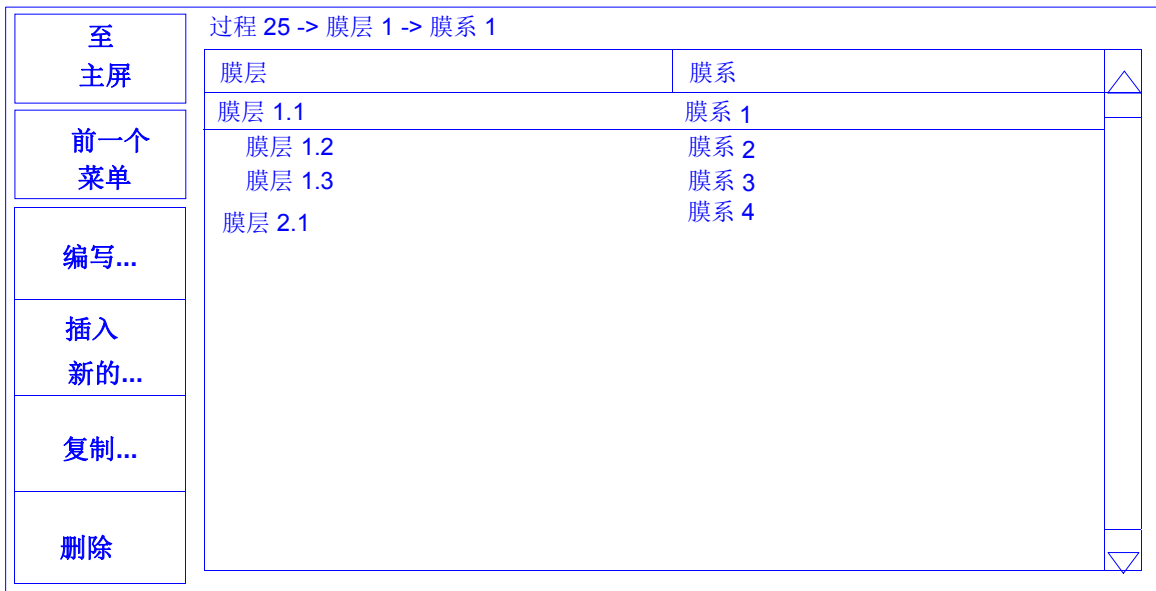 至
主屏
前一个
菜单
编写...
插入
新的...
复制...
删除
过程 25 -> 膜层 1 -> 膜系 1
膜层 膜系
膜层 1.1 膜系 1
膜层 1.2 膜系 2
膜层 1.3 膜系 3
膜层 2.1 膜系 4